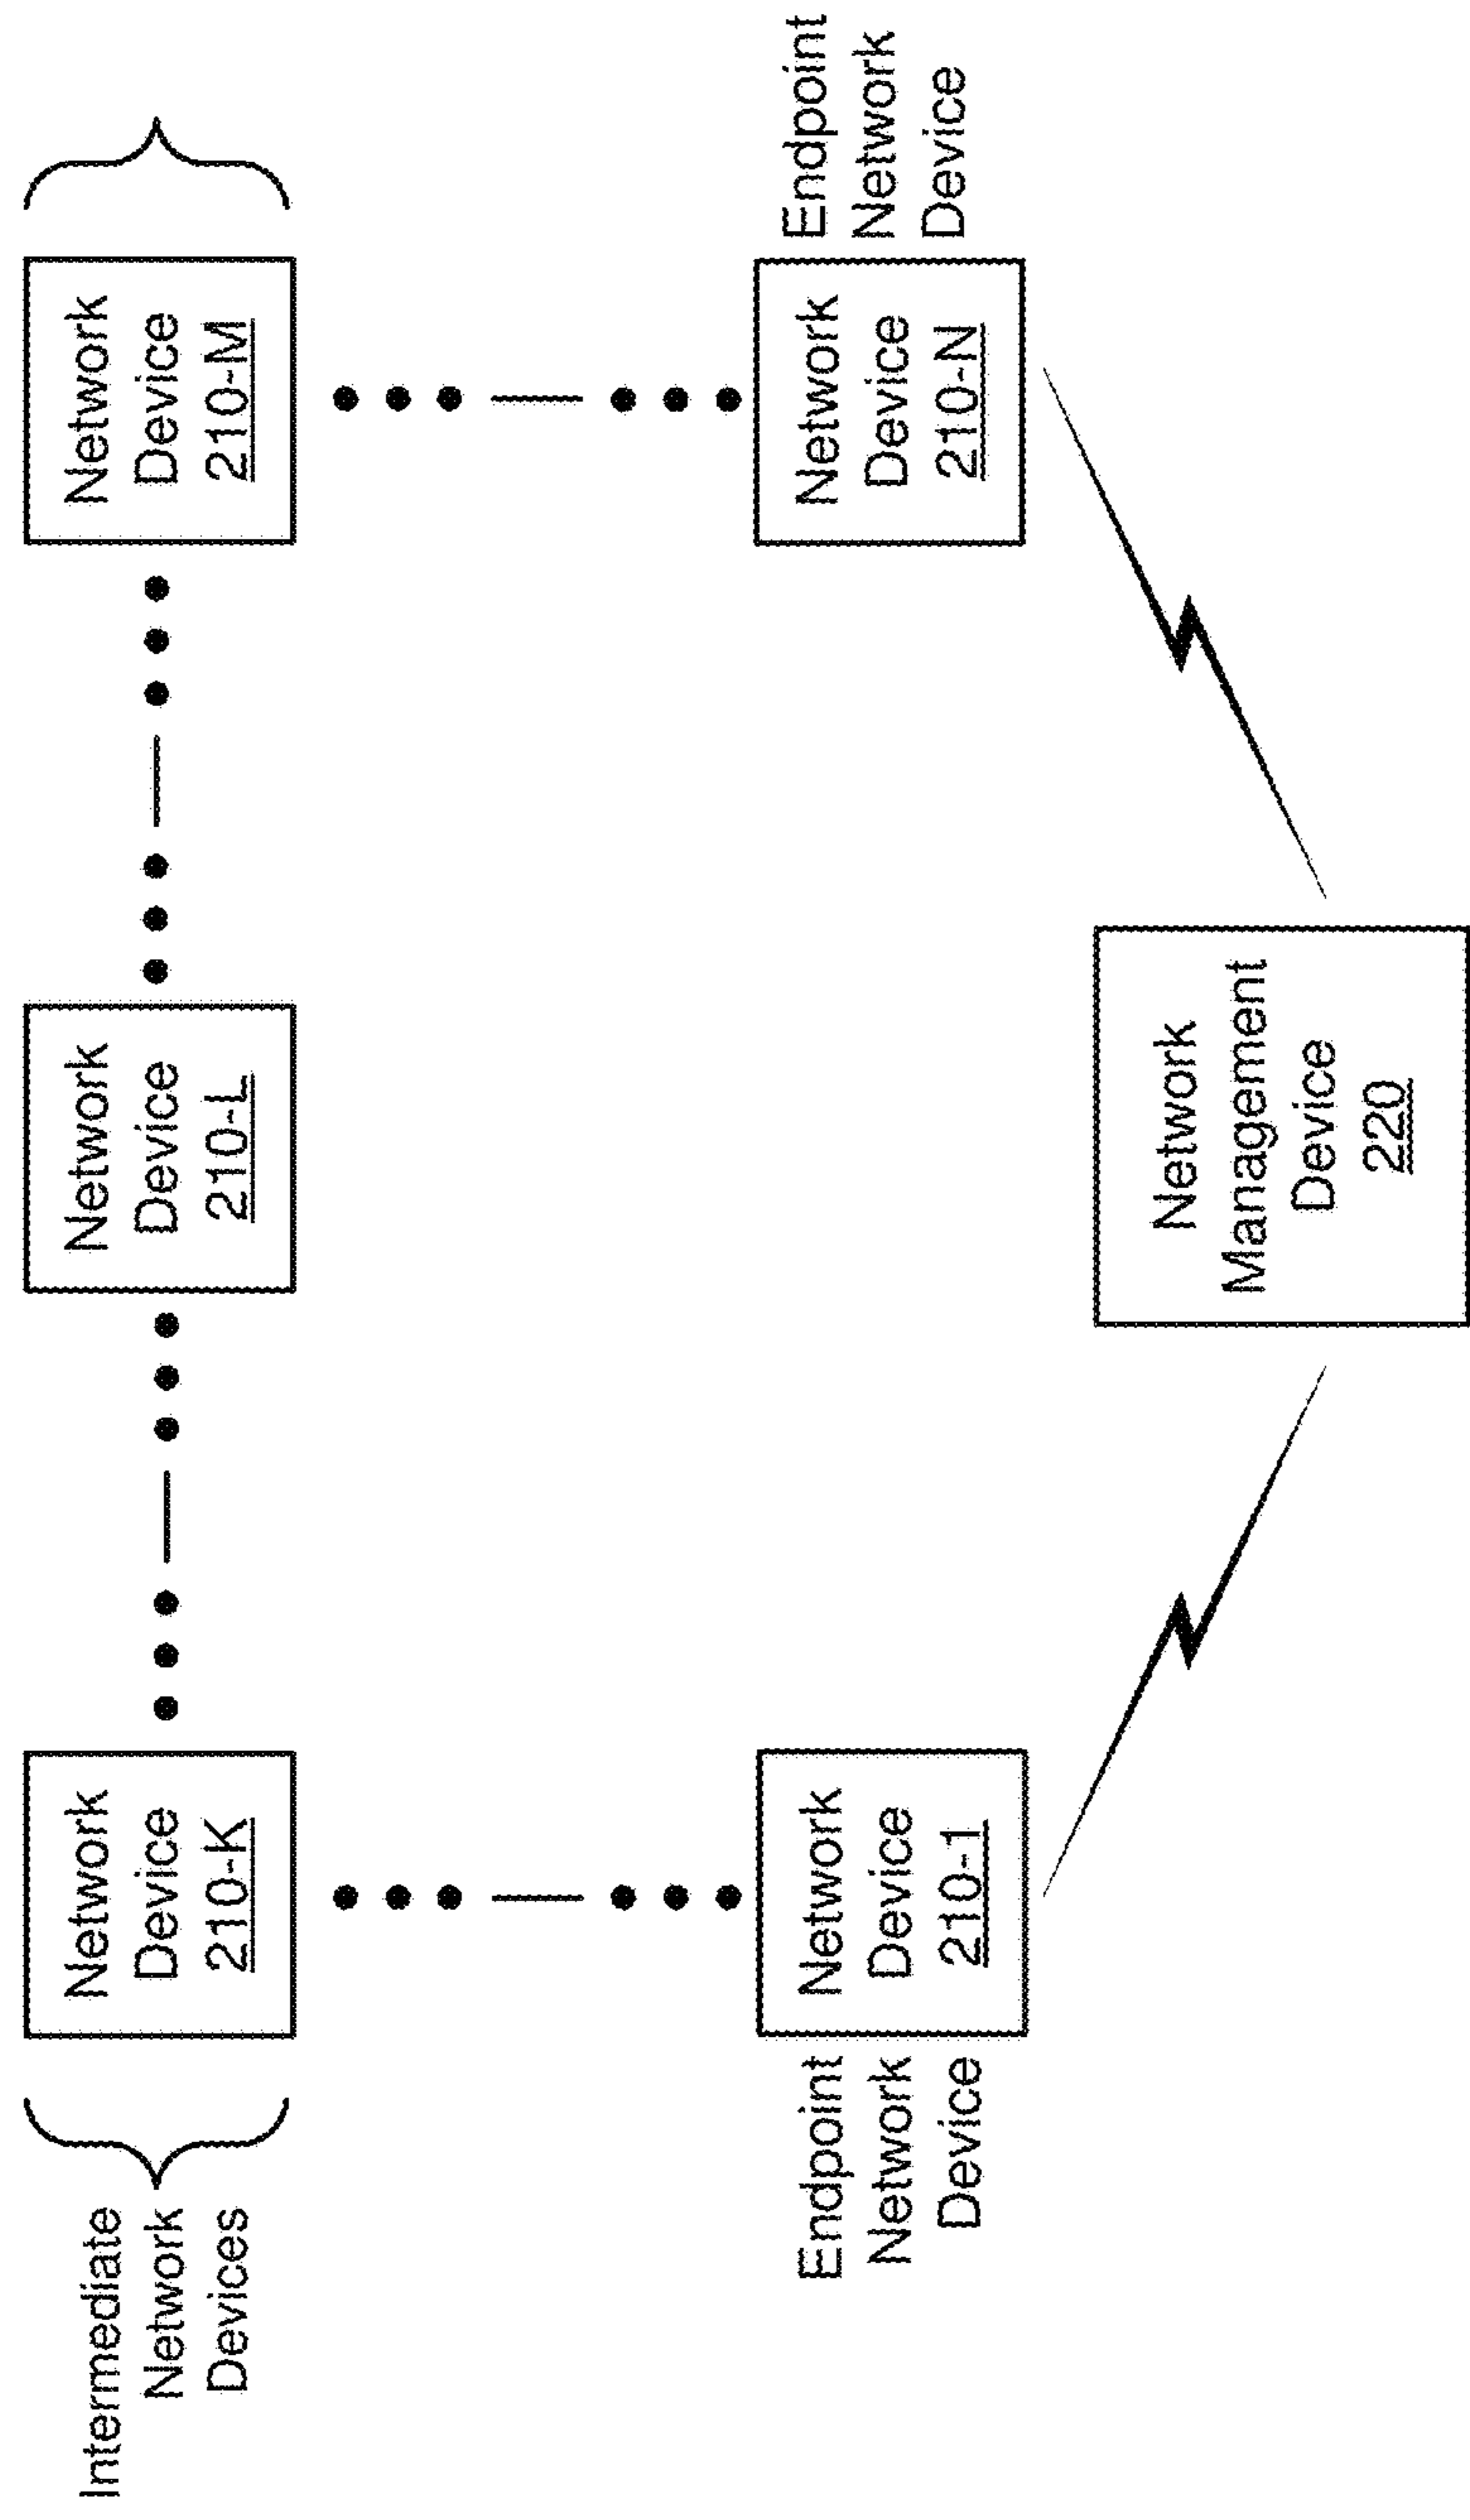 Intermediate
Network
Devices
Network
Device
210-K
Network
Device
210-L
Network
Device
210-M
Endpoint
Network
Device
Network
Device
210-1
Network
Device
210-N
Endpoint
Network
Device
Network
Management
Device
220